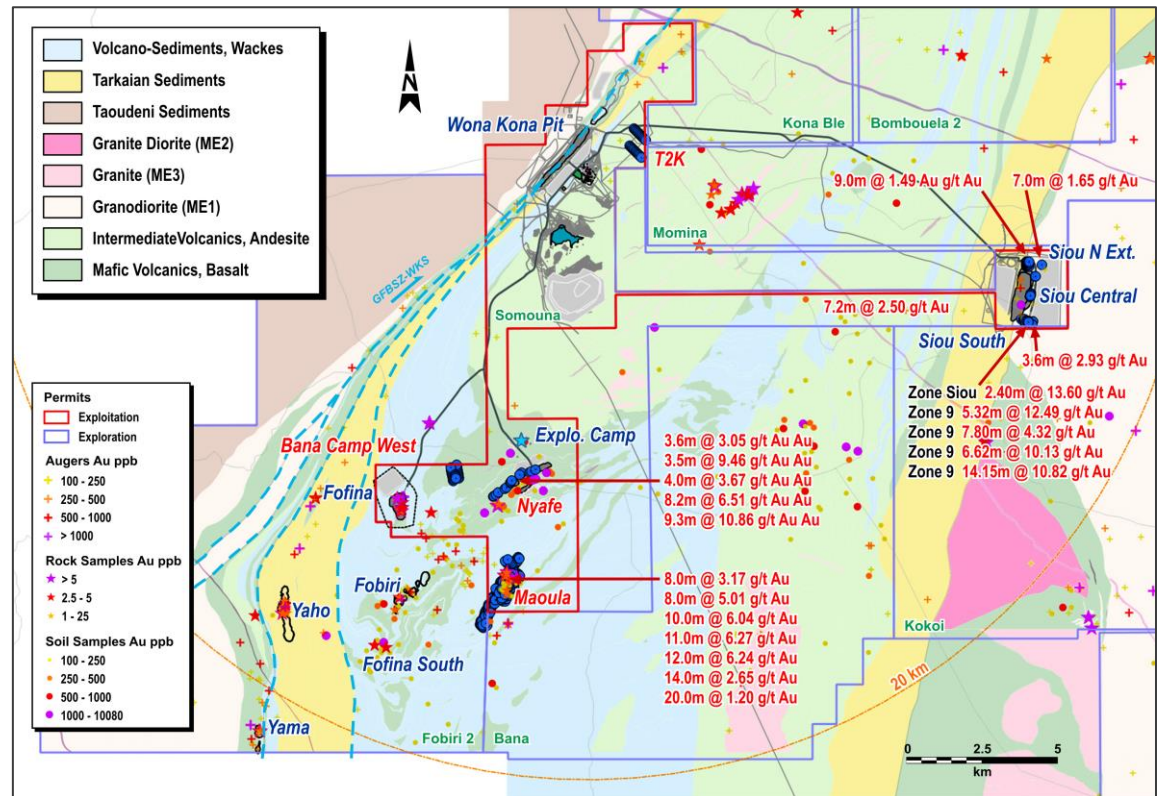 Volcano-Sediments, Wackes
Tarkaian Sediments
Taoudeni Sediments
Granite Diorite (ME2)
Granite (ME3)
Granodiorite (ME1)
IntermediateVolcanics, Andesite
Mafic Volcanics, Basalt
N
Wona Kona Pit
T2K
Kona Ble
Bombouela 2
9.0m @ 1.49 Au g/t Au
7.0m @ 1.65 g/t Au
Momina
Siou N Ext.
GFBSZ-WKS
Siou Central
Somouna
7.2m @ 2.50 g/t Au
Siou South
3.6m @ 2.93 g/t Au
Zone Siou 2.40m @ 13.60 g/t Au
Zone 9 5.32m @ 12.49 g/t Au
Zone 9 7.80m @ 4.32 g/t Au
Zone 9 6.62m @ 10.13 g/t Au
Zone 9 14.15m @ 10.82 g/t Au
Permits
Exploitation
Exploration
Augers Au ppb
100 - 250
250 - 500
500 - 1000
> 1000
Rock Samples Au ppb
> 5
2.5 - 5
1 - 25
Soil Samples Au ppb
100 - 250
250 - 500
500 - 1000
1000 - 10080
Bana Camp West
Explo. Camp
Fofina
Nyafe
3.6m @ 3.05 g/t Au Au
3.5m @ 9.46 g/t Au Au
4.0m @ 3.67 g/t Au Au
8.2m @ 6.51 g/t Au Au
9.3m @ 10.86 g/t Au Au
Fobiri
Maoula
Yaho
Fofina South
8.0m @ 3.17 g/t Au
8.0m @ 5.01 g/t Au
10.0m @ 6.04 g/t Au
11.0m @ 6.27 g/t Au
12.0m @ 6.24 g/t Au
14.0m @ 2.65 g/t Au
20.0m @ 1.20 g/t Au
Kokoi
20 km
Yama
Fobiri 2
Bana
0 2.5 5
km